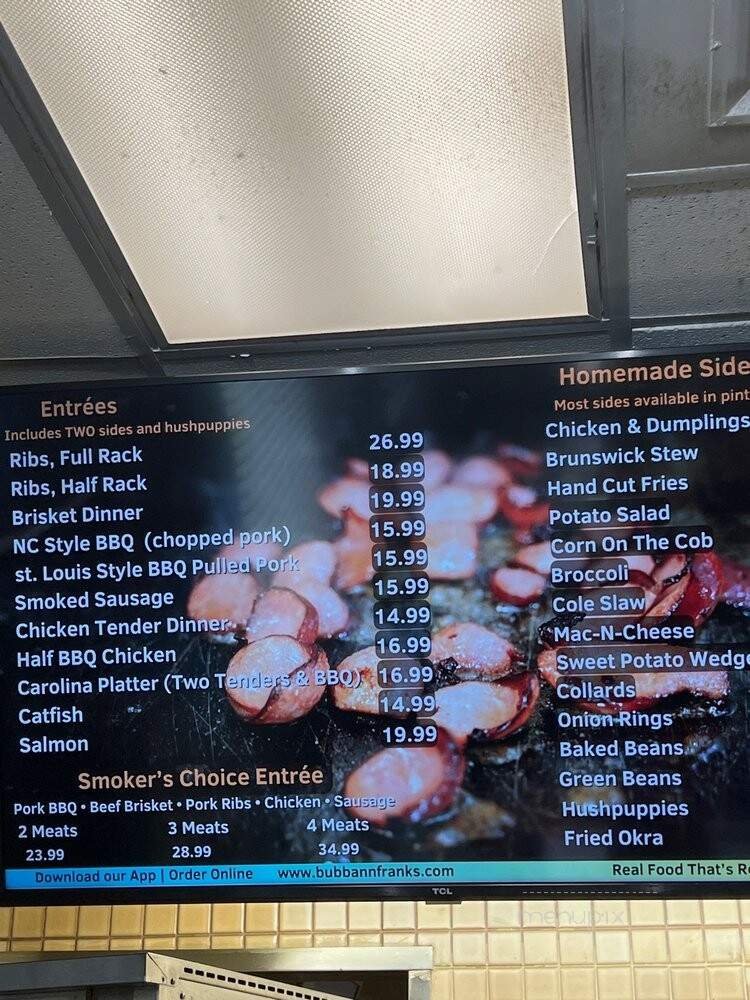 Entrées
Includes TWO sides and hushpuppies
Ribs, Full Rack 26.99
Ribs, Half Rack 18.99
Brisket Dinner 19.99
NC Style BBQ (chopped pork) 15.99
st. Louis Style BBQ Pulled Pork 15.99
Smoked Sausage 15.99
Chicken Tender Dinner 14.99
Half BBQ Chicken 16.99
Carolina Platter (Two Tenders & BBQ) 16.99
Catfish 14.99
Salmon 19.99
Smoker's Choice Entrée
Pork BBQ • Beef Brisket • Pork Ribs • Chicken • Sausage
2 Meats 3 Meats 4 Meats
23.99 28.99 34.99
Homemade Side
Most sides available in pint
Chicken & Dumplings
Brunswick Stew
Hand Cut Fries
Potato Salad
Corn On The Cob
Broccoli
Cole Slaw
Mac-N-Cheese
Sweet Potato Wedge
Collards
Onion Rings
Baked Beans
Green Beans
Hushpuppies
Fried Okra
Download our App | Order Online www.bubbannfranks.com Real Food That's R
TCL
menupix